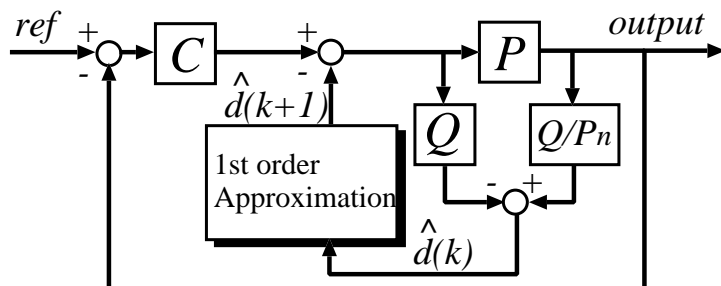 ref
+
-
C
+
-
P
output
d̂(k+1)
Q
Q/Pn
1st order
Approximation
-
+
d̂(k)